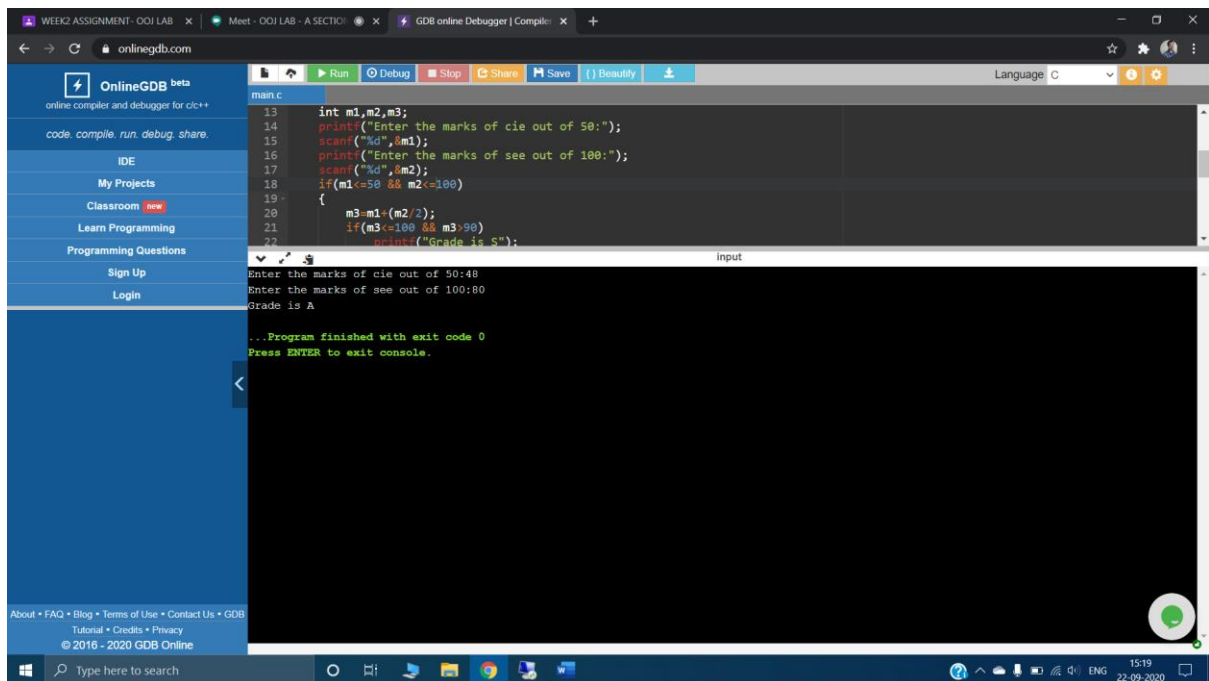 WEEK2 ASSIGNMENT- OOJ LAB
Meet - OOJ LAB - A SECTION
GDB online Debugger | Compiler
onlinegdb.com
OnlineGDB beta
online compiler and debugger for c/c++
code. compile. run. debug. share.
IDE
My Projects
Classroom new
Learn Programming
Programming Questions
Sign Up
Login
Run Debug Stop Share Save { } Beautify
Language C
main.c
13 int m1,m2,m3;
14 printf("Enter the marks of cie out of 50:");
15 scanf("%d",&m1);
16 printf("Enter the marks of see out of 100:");
17 scanf("%d",&m2);
18 if(m1<=50 && m2<=100)
19 {
20 m3=m1+(m2/2);
21 if(m3<=100 && m3>90)
22 printf("Grade is S");
input
Enter the marks of cie out of 50:48
Enter the marks of see out of 100:80
Grade is A
...Program finished with exit code 0
Press ENTER to exit console.
About • FAQ • Blog • Terms of Use • Contact Us • GDB
Tutorial • Credits • Privacy
© 2016 - 2020 GDB Online
Type here to search
ENG
15:19
22-09-2020